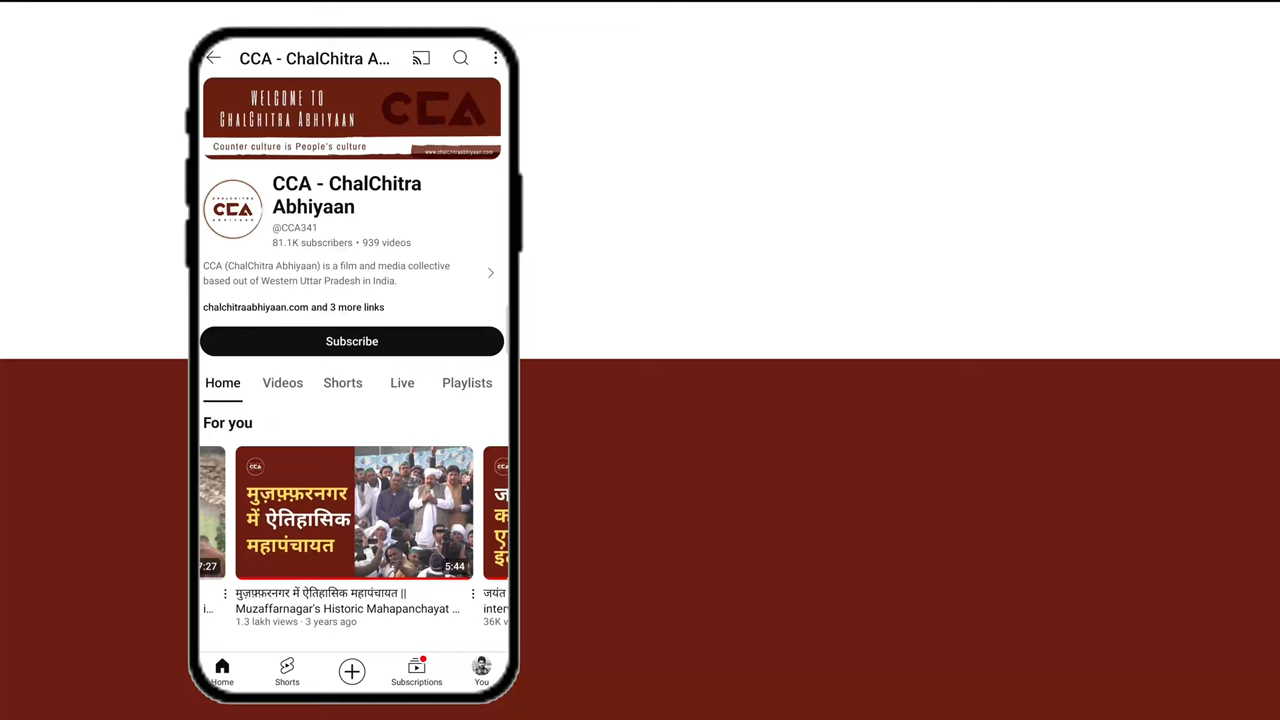 CCA - ChalChitra A...
WELCOME TO
CHALCHITRA ABHIYAAN
CCA
Counter culture is People's culture
www.chalchitraabhiyaan.com
CHALCHITRA
CCA
ABHIYAAN
CCA - ChalChitra
Abhiyaan
@CCA341
81.1K subscribers • 939 videos
CCA (ChalChitra Abhiyaan) is a film and media collective
based out of Western Uttar Pradesh in India.
chalchitraabhiyaan.com and 3 more links
Subscribe
Home Videos Shorts Live Playlists
For you
CCA
मुज़फ़्फ़रनगर
में ऐतिहासिक
महापंचायत
7:27
5:44
मुज़फ़्फ़रनगर में ऐतिहासिक महापंचायत ||
Muzaffarnagar's Historic Mahapanchayat ...
1.3 lakh views · 3 years ago
i...
जयंत
36K
Home Shorts Subscriptions You